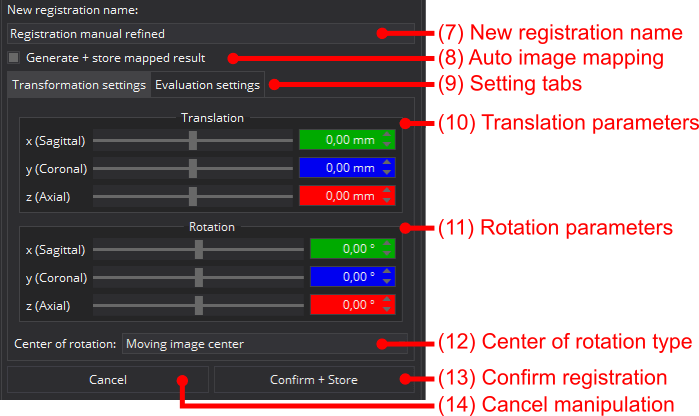 New registration name:
Registration manual refined
(7) New registration name
Generate + store mapped result
(8) Auto image mapping
Transformation settings
Evaluation settings
(9) Setting tabs
Translation
(10) Translation parameters
x (Sagittal)
0,00 mm
y (Coronal)
0,00 mm
z (Axial)
0,00 mm
Rotation
(11) Rotation parameters
x (Sagittal)
0,00 °
y (Coronal)
0,00 °
z (Axial)
0,00 °
Center of rotation:
Moving image center
(12) Center of rotation type
Cancel
Confirm + Store
(13) Confirm registration
(14) Cancel manipulation